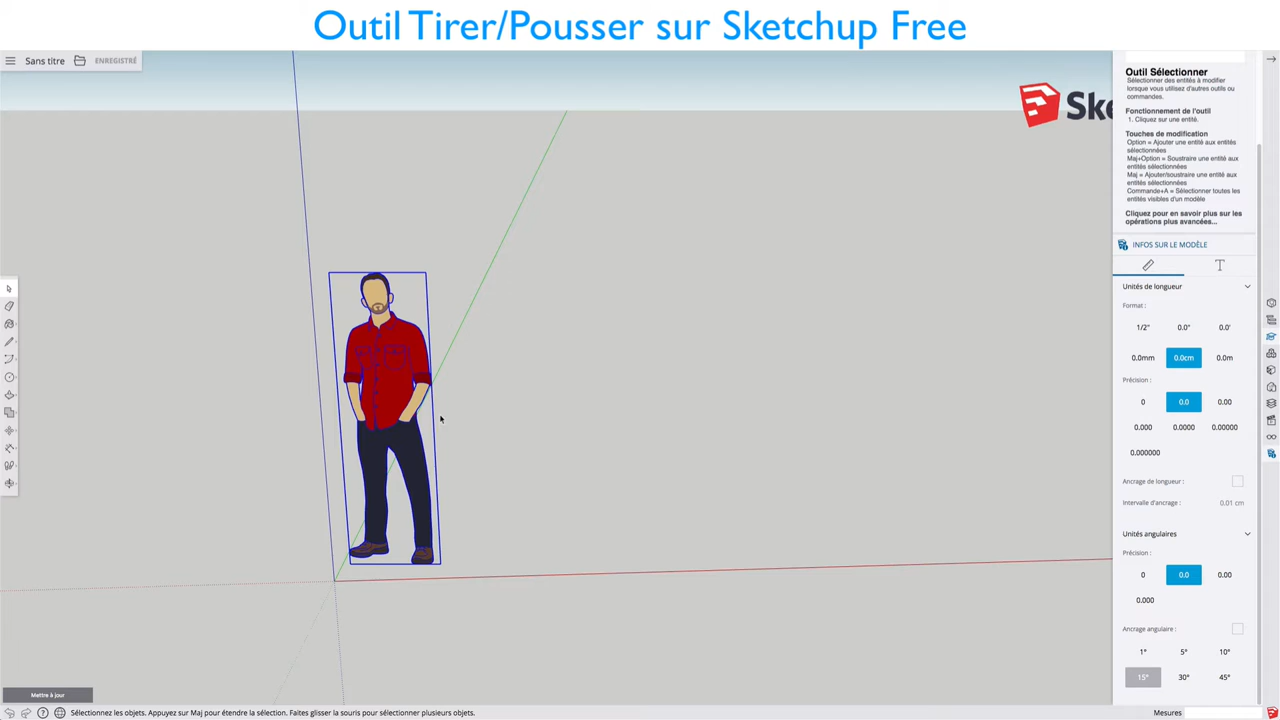 Outil Tirer/Pousser sur Sketchup Free
Sans titre
ENREGISTRÉ
Ske
Outil Sélectionner
Sélectionner des entités à modifier
lorsque vous utilisez d'autres outils ou
commandes.
Fonctionnement de l'outil
1. Cliquez sur une entité.
Touches de modification
Option = Ajouter une entité aux entités
sélectionnées
Maj+Option = Soustraire une entité aux
entités sélectionnées
Maj = Ajouter/soustraire une entité aux
entités sélectionnées
Commande+A = Sélectionner toutes les
entités visibles d'un modèle
Cliquez pour en savoir plus sur les
opérations plus avancées...
INFOS SUR LE MODÈLE
Unités de longueur
Format :
1/2" 0.0" 0.0'
0.0mm 0.0cm 0.0m
Précision :
0 0.0 0.00
0.000 0.0000 0.00000
0.000000
Ancrage de longueur :
Intervalle d'ancrage : 0.01 cm
Unités angulaires
Précision :
0 0.0 0.00
0.000
Ancrage angulaire :
1° 5° 10°
15° 30° 45°
Mettre à jour
Sélectionnez les objets. Appuyez sur Maj pour étendre la sélection. Faites glisser la souris pour sélectionner plusieurs objets.
Mesures